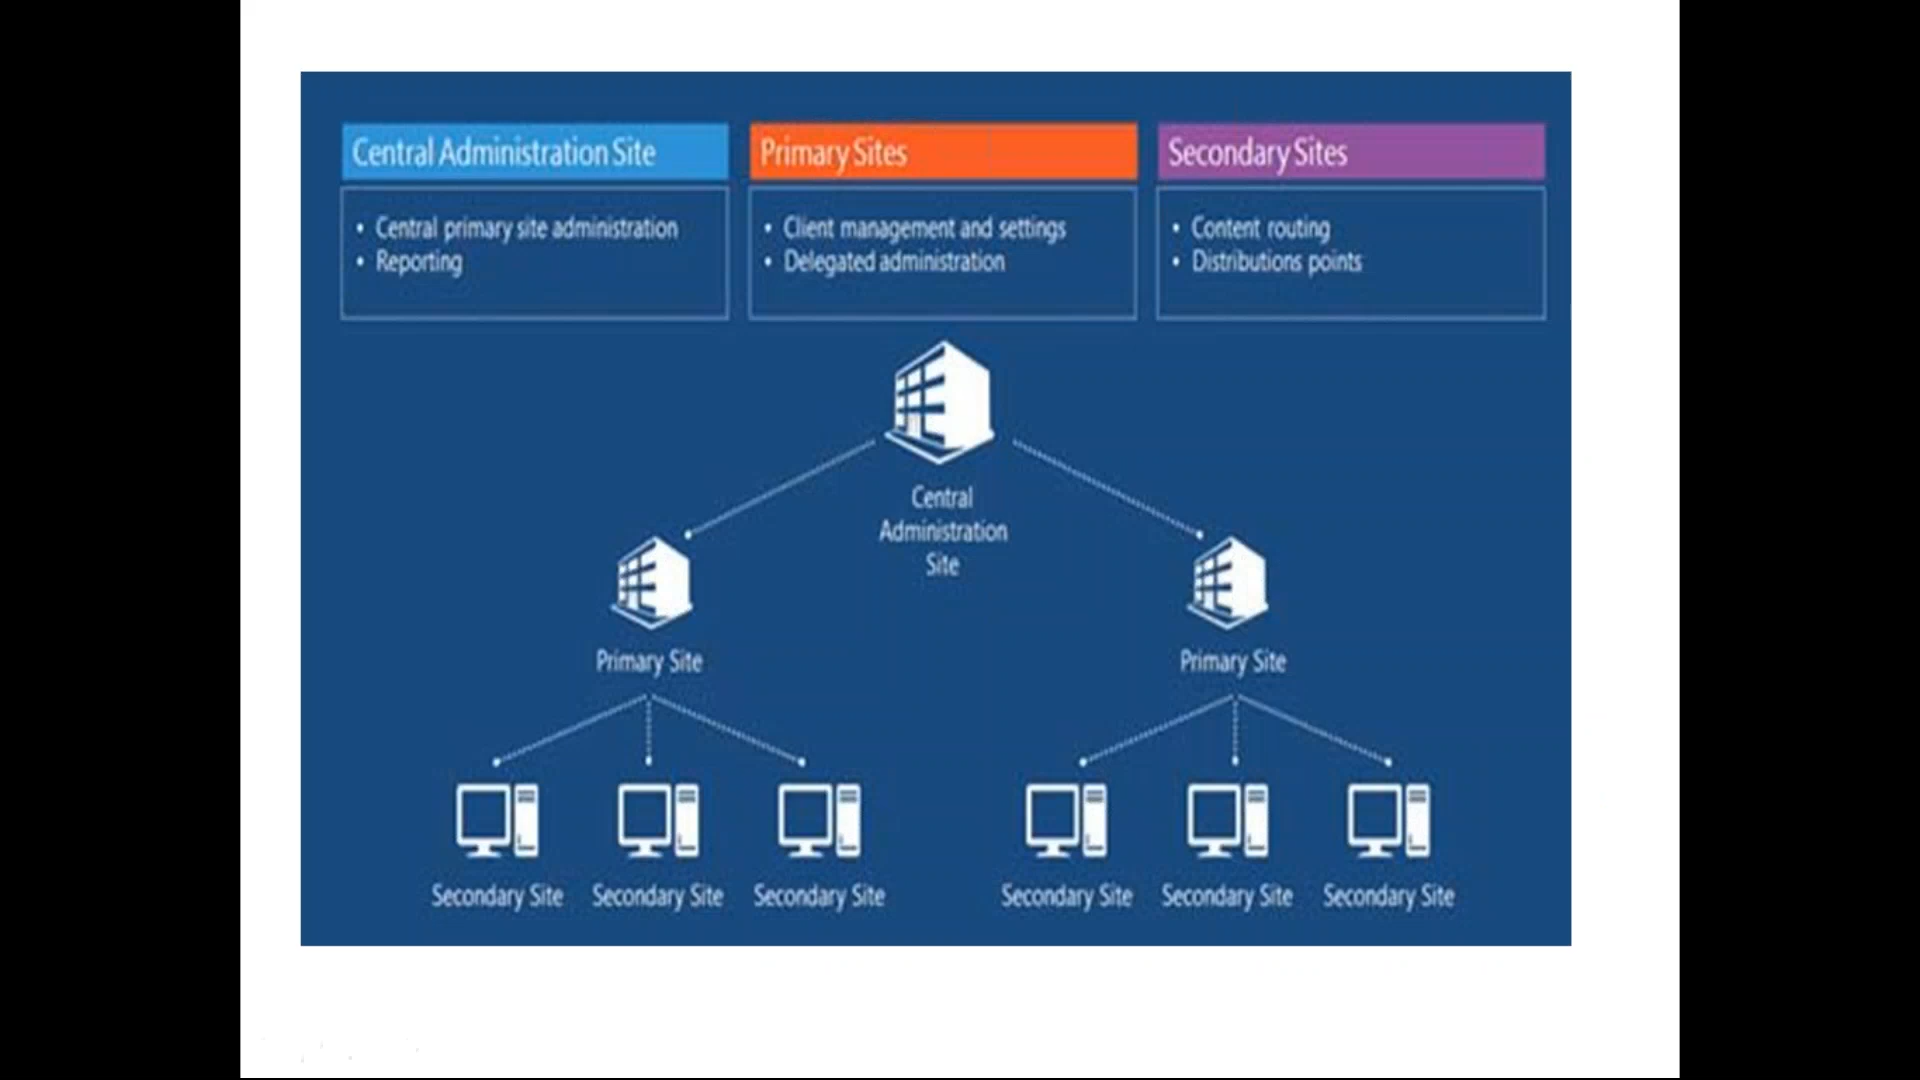 Central Administration Site
• Central primary site administration
• Reporting
Primary Sites
• Client management and settings
• Delegated administration
Secondary Sites
• Content routing
• Distributions points
Central
Administration
Site
Primary Site
Primary Site
Secondary Site
Secondary Site
Secondary Site
Secondary Site
Secondary Site
Secondary Site